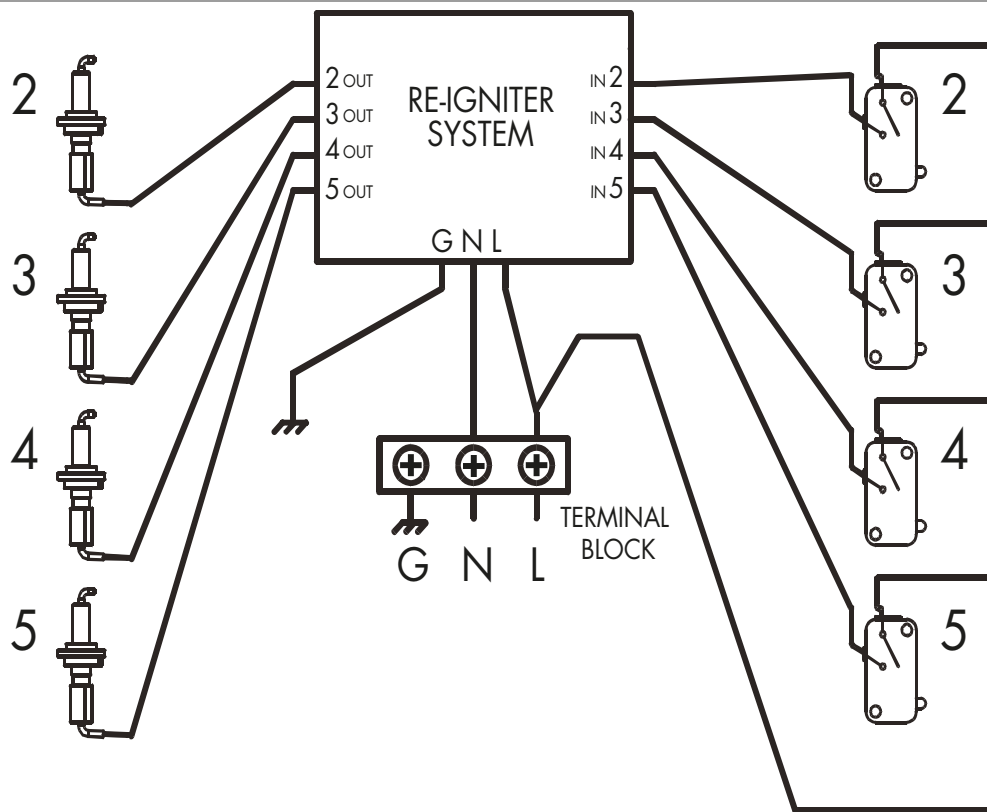 2
3
4
5
2 OUT
3 OUT
4 OUT
5 OUT
RE-IGNITER
SYSTEM
IN 2
IN 3
IN 4
IN 5
G N L
2
3
4
5
TERMINAL
BLOCK
G N L